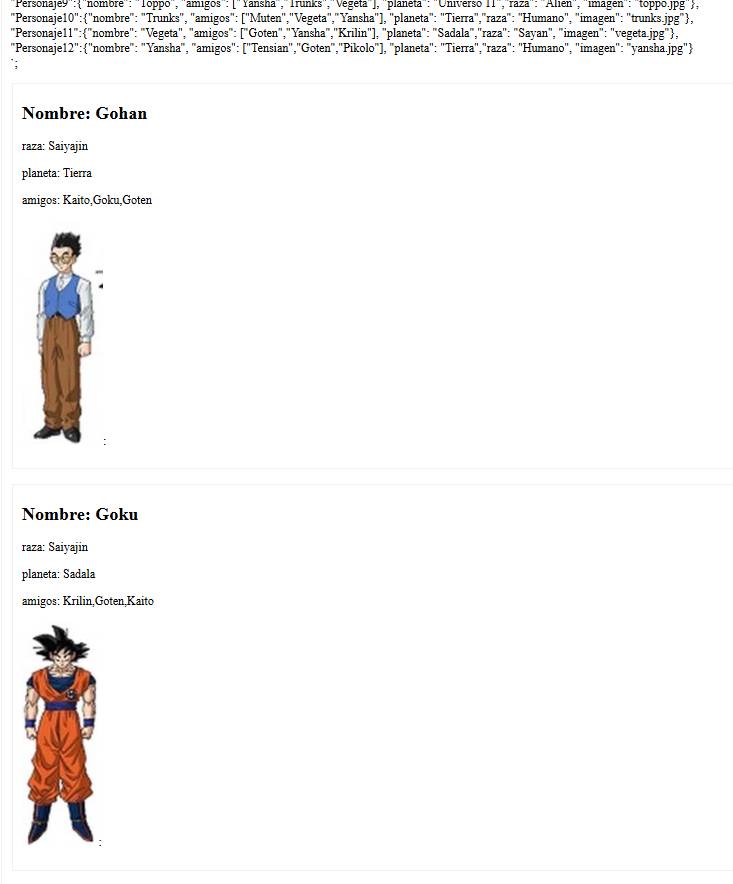 "Personaje9":{"nombre": "Toppo", "amigos": ["Yansha","Trunks","Vegeta"], "planeta": "Universo 11","raza": "Alien", "imagen": "toppo.jpg"},
"Personaje10":{"nombre": "Trunks", "amigos": ["Muten","Vegeta","Yansha"], "planeta": "Tierra","raza": "Humano", "imagen": "trunks.jpg"},
"Personaje11":{"nombre": "Vegeta", "amigos": ["Goten","Yansha","Krilin"], "planeta": "Sadala","raza": "Sayan", "imagen": "vegeta.jpg"},
"Personaje12":{"nombre": "Yansha", "amigos": ["Tensian","Goten","Pikolo"], "planeta": "Tierra","raza": "Humano", "imagen": "yansha.jpg"}
`;
Nombre: Gohan
raza: Saiyajin
planeta: Tierra
amigos: Kaito,Goku,Goten
:
Nombre: Goku
raza: Saiyajin
planeta: Sadala
amigos: Krilin,Goten,Kaito
: